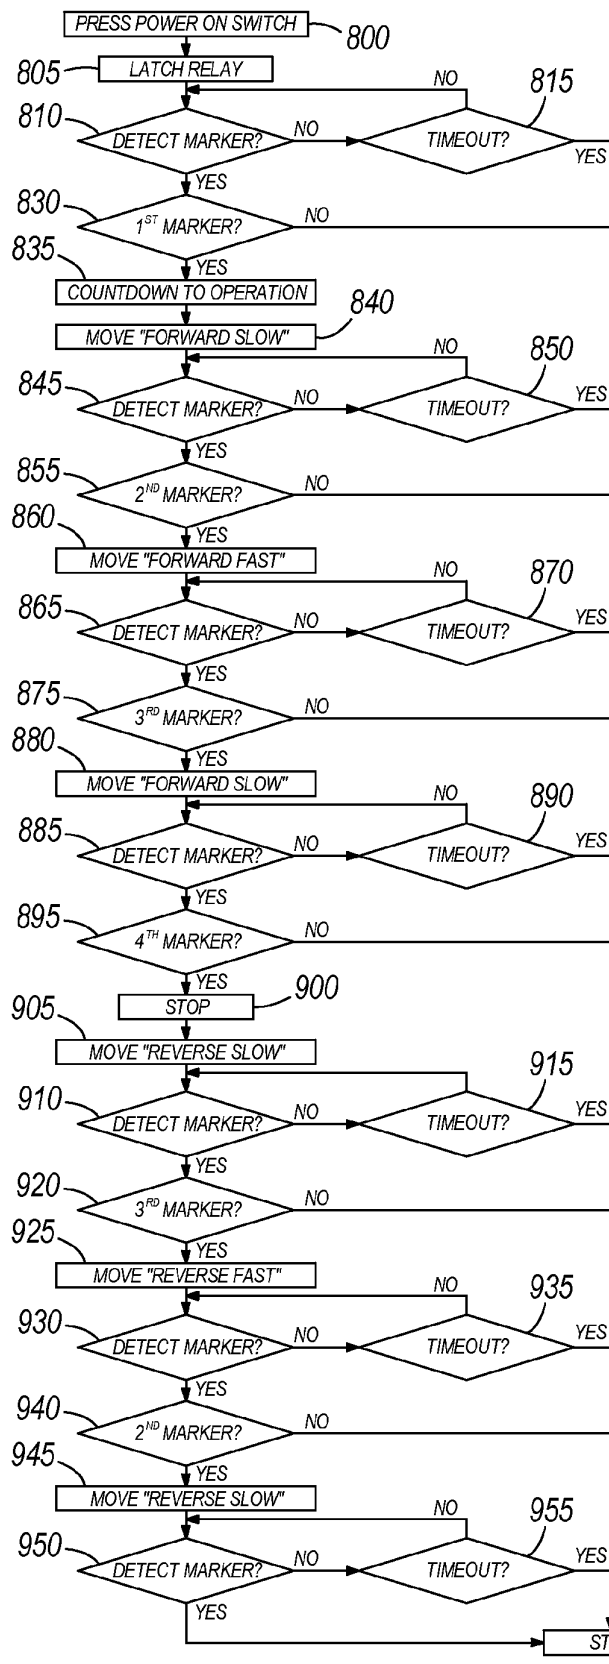 PRESS POWER ON SWITCH 800
805 LATCH RELAY
NO 815
810 DETECT MARKER? NO TIMEOUT? YES
YES
830 1ST MARKER? NO
835 YES
COUNTDOWN TO OPERATION
840
MOVE "FORWARD SLOW"
NO 850
845 DETECT MARKER? NO TIMEOUT? YES
YES
855 2ND MARKER? NO
860 YES
MOVE "FORWARD FAST"
NO 870
865 DETECT MARKER? NO TIMEOUT? YES
YES
875 3RD MARKER? NO
880 YES
MOVE "FORWARD SLOW"
NO 890
885 DETECT MARKER? NO TIMEOUT? YES
YES
895 4TH MARKER? NO
YES
STOP 900
905
MOVE "REVERSE SLOW"
NO 915
910 DETECT MARKER? NO TIMEOUT? YES
YES
920 3RD MARKER? NO
925 YES
MOVE "REVERSE FAST"
NO 935
930 DETECT MARKER? NO TIMEOUT? YES
YES
940 2ND MARKER? NO
945 YES
MOVE "REVERSE SLOW"
NO 955
950 DETECT MARKER? NO TIMEOUT? YES
YES